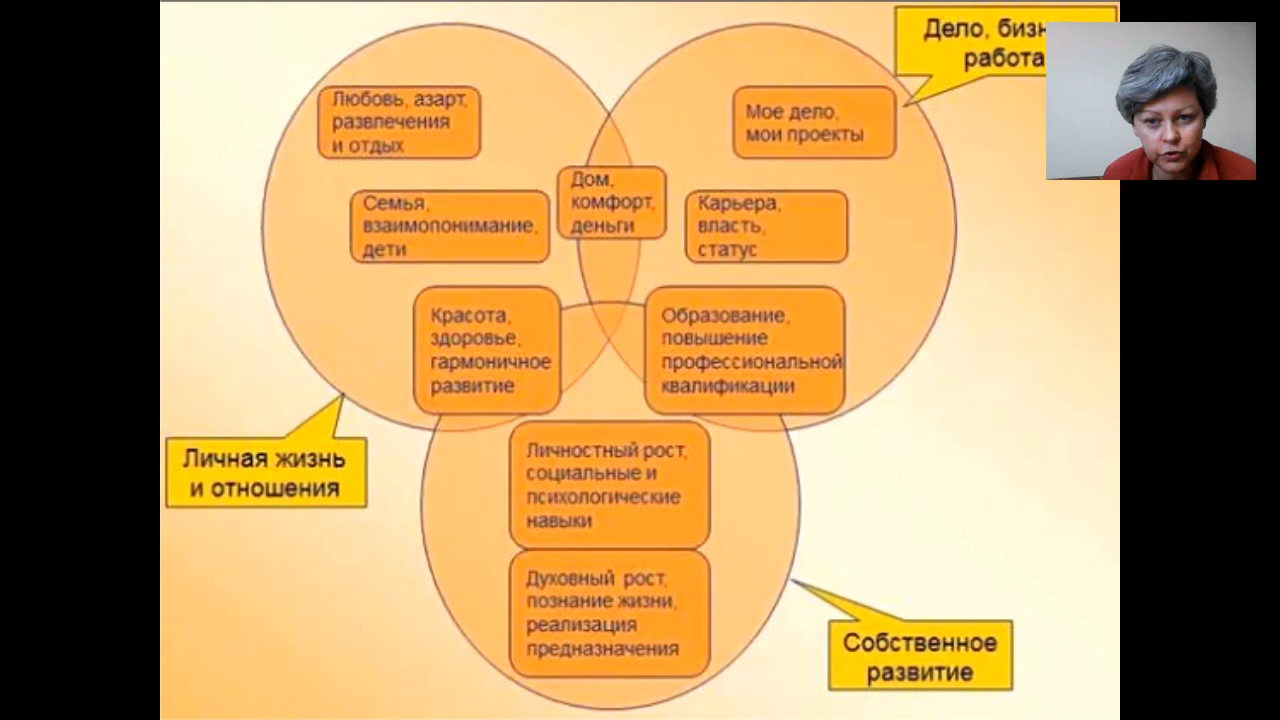 Дело,
работа
Любовь, азарт,
развлечения
и отдых
Мое дело,
мои проекты
Дом,
комфорт,
деньги
Семья,
взаимопонимание,
дети
Карьера,
власть,
статус
Красота,
здоровье,
гармоничное
развитие
Образование,
повышение
профессиональной
квалификации
Личная жизнь
и отношения
Личностный рост,
социальные и
психологические
навыки
Духовный рост,
познание жизни,
реализация
предназначения
Собственное
развитие